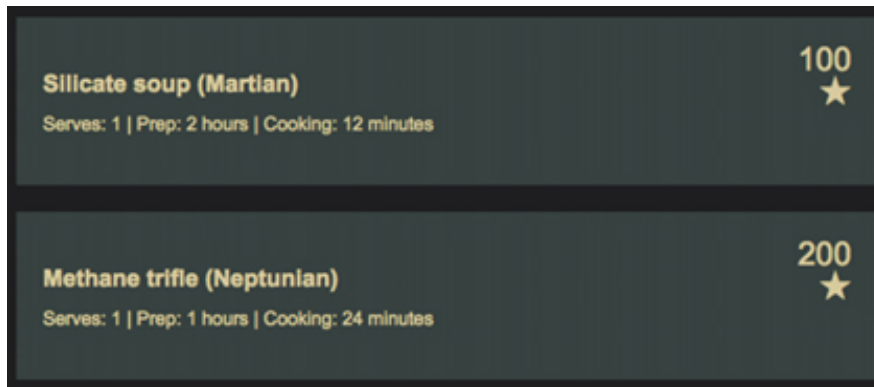 Silicate soup (Martian)
100
★
Serves: 1 | Prep: 2 hours | Cooking: 12 minutes
Methane trifle (Neptunian)
200
★
Serves: 1 | Prep: 1 hours | Cooking: 24 minutes